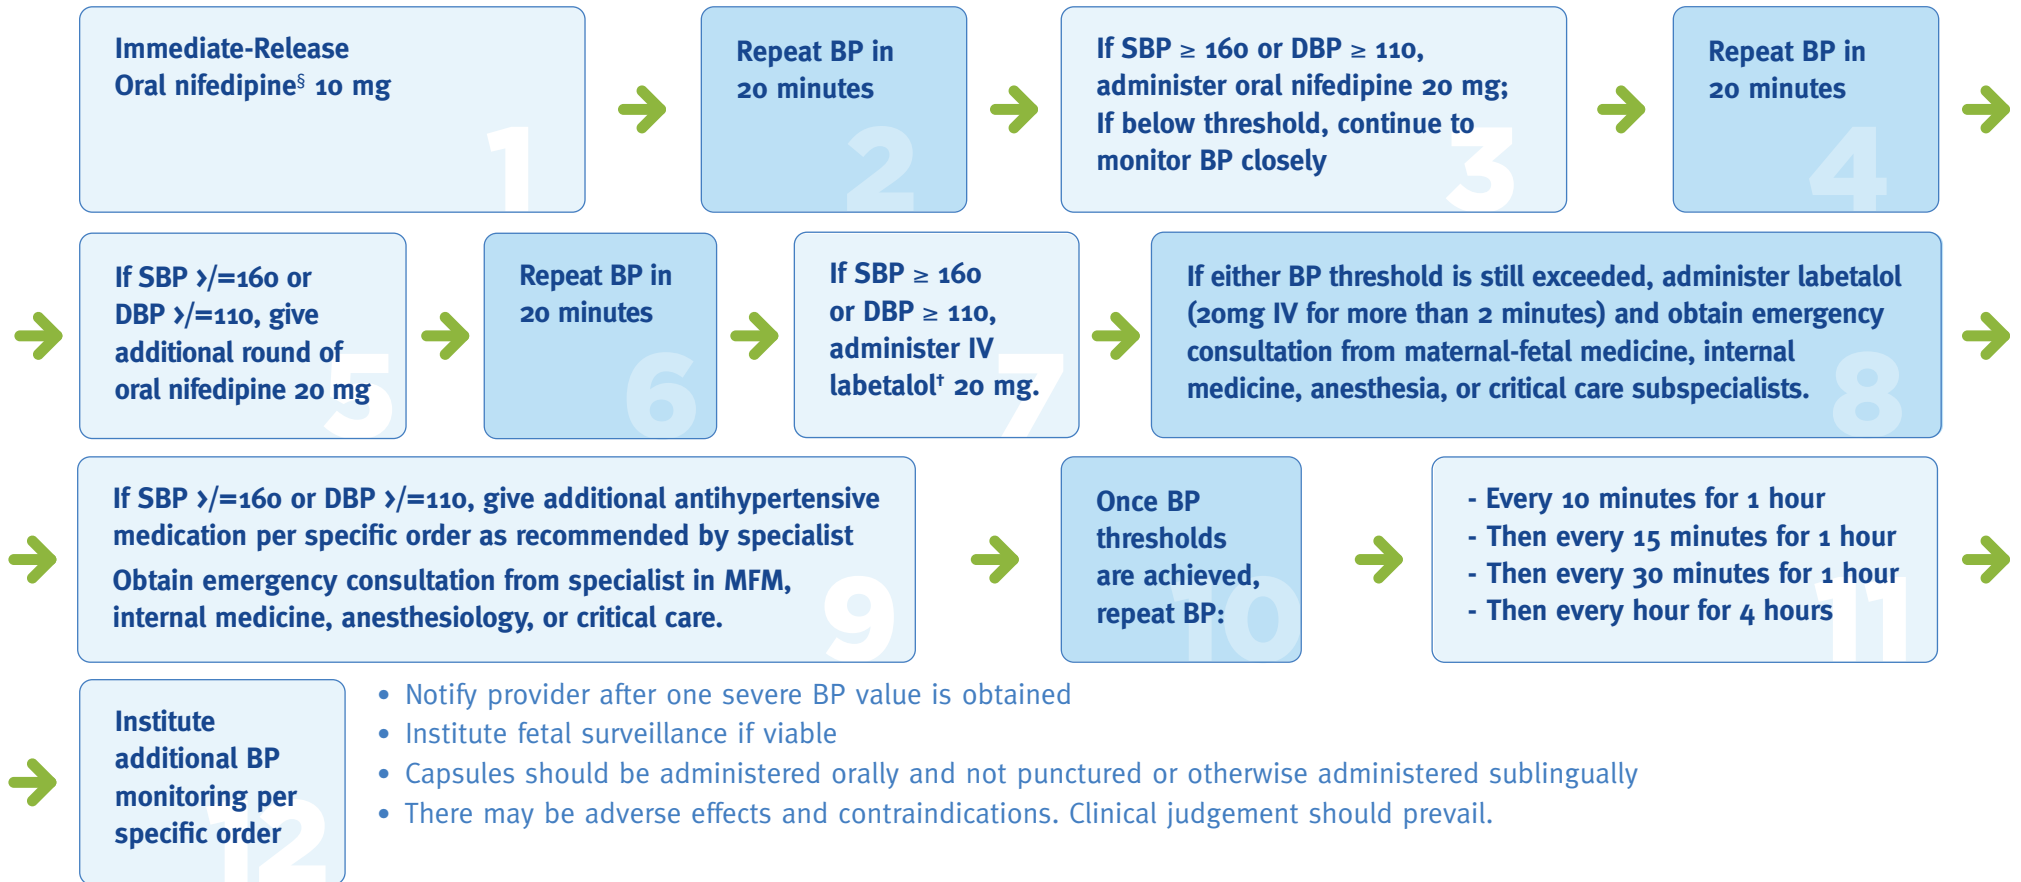 Immediate-Release
Oral nifedipine§ 10 mg
1
Repeat BP in
20 minutes
2
If SBP ≥ 160 or DBP ≥ 110,
administer oral nifedipine 20 mg;
If below threshold, continue to
monitor BP closely
3
Repeat BP in
20 minutes
4
If SBP >/=160 or
DBP >/=110, give
additional round of
oral nifedipine 20 mg
5
Repeat BP in
20 minutes
6
If SBP ≥ 160
or DBP ≥ 110,
administer IV
labetalol† 20 mg.
7
If either BP threshold is still exceeded, administer labetalol
(20mg IV for more than 2 minutes) and obtain emergency
consultation from maternal-fetal medicine, internal
medicine, anesthesia, or critical care subspecialists.
8
If SBP >/=160 or DBP >/=110, give additional antihypertensive
medication per specific order as recommended by specialist
Obtain emergency consultation from specialist in MFM,
internal medicine, anesthesiology, or critical care.
9
Once BP
thresholds
are achieved,
repeat BP:
10
- Every 10 minutes for 1 hour
- Then every 15 minutes for 1 hour
- Then every 30 minutes for 1 hour
- Then every hour for 4 hours
11
Institute
additional BP
monitoring per
specific order
12
• Notify provider after one severe BP value is obtained
• Institute fetal surveillance if viable
• Capsules should be administered orally and not punctured or otherwise administered sublingually
• There may be adverse effects and contraindications. Clinical judgement should prevail.